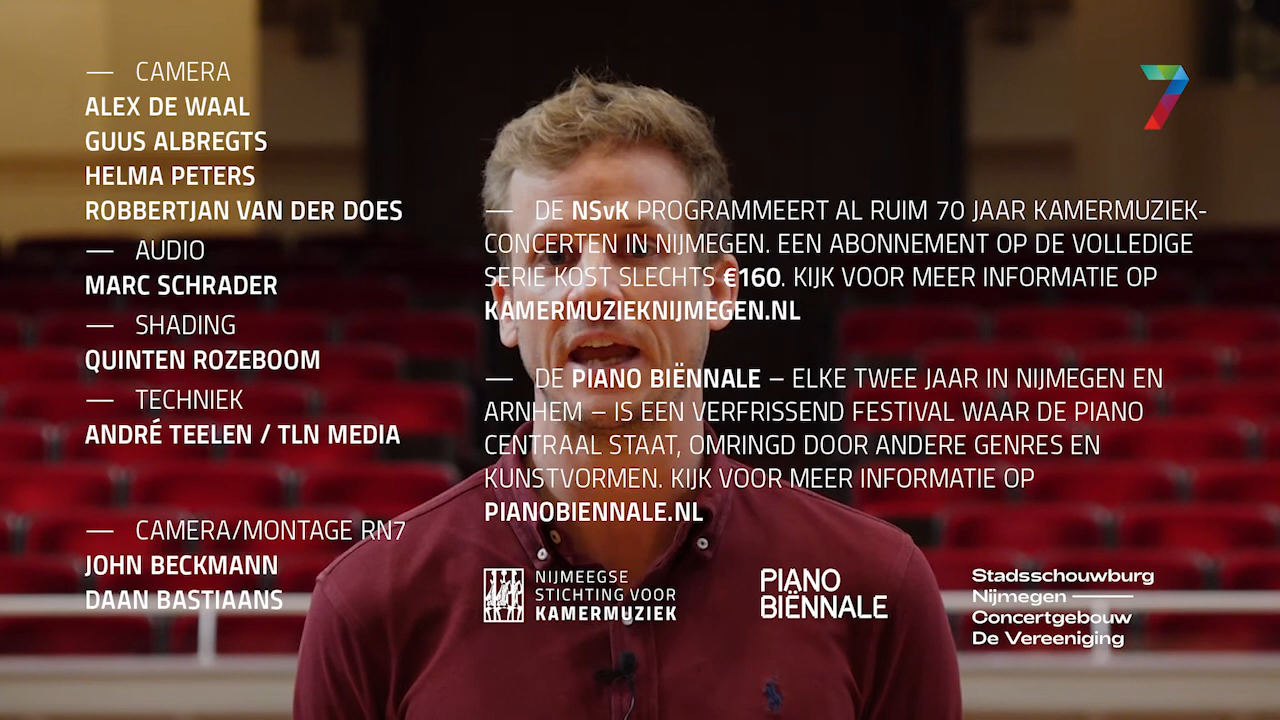 — CAMERA
ALEX DE WAAL
GUUS ALBREGTS
HELMA PETERS
ROBBERTJAN VAN DER DOES
— AUDIO
MARC SCHRADER
— SHADING
QUINTEN ROZEBOOM
— TECHNIEK
ANDRÉ TEELEN / TLN MEDIA
— CAMERA/MONTAGE RN7
JOHN BECKMANN
DAAN BASTIAANS
7
— DE NSvK PROGRAMMEERT AL RUIM 70 JAAR KAMERMUZIEK-
CONCERTEN IN NIJMEGEN. EEN ABONNEMENT OP DE VOLLEDIGE
SERIE KOST SLECHTS €160. KIJK VOOR MEER INFORMATIE OP
KAMERMUZIEKNIJMEGEN.NL
— DE PIANO BIËNNALE – ELKE TWEE JAAR IN NIJMEGEN EN
ARNHEM – IS EEN VERFRISSEND FESTIVAL WAAR DE PIANO
CENTRAAL STAAT, OMRINGD DOOR ANDERE GENRES EN
KUNSTVORMEN. KIJK VOOR MEER INFORMATIE OP
PIANOBIENNALE.NL
NIJMEEGSE
STICHTING VOOR
KAMERMUZIEK
PIANO
BIËNNALE
Stadsschouwburg
Nijmegen —
Concertgebouw
De Vereeniging